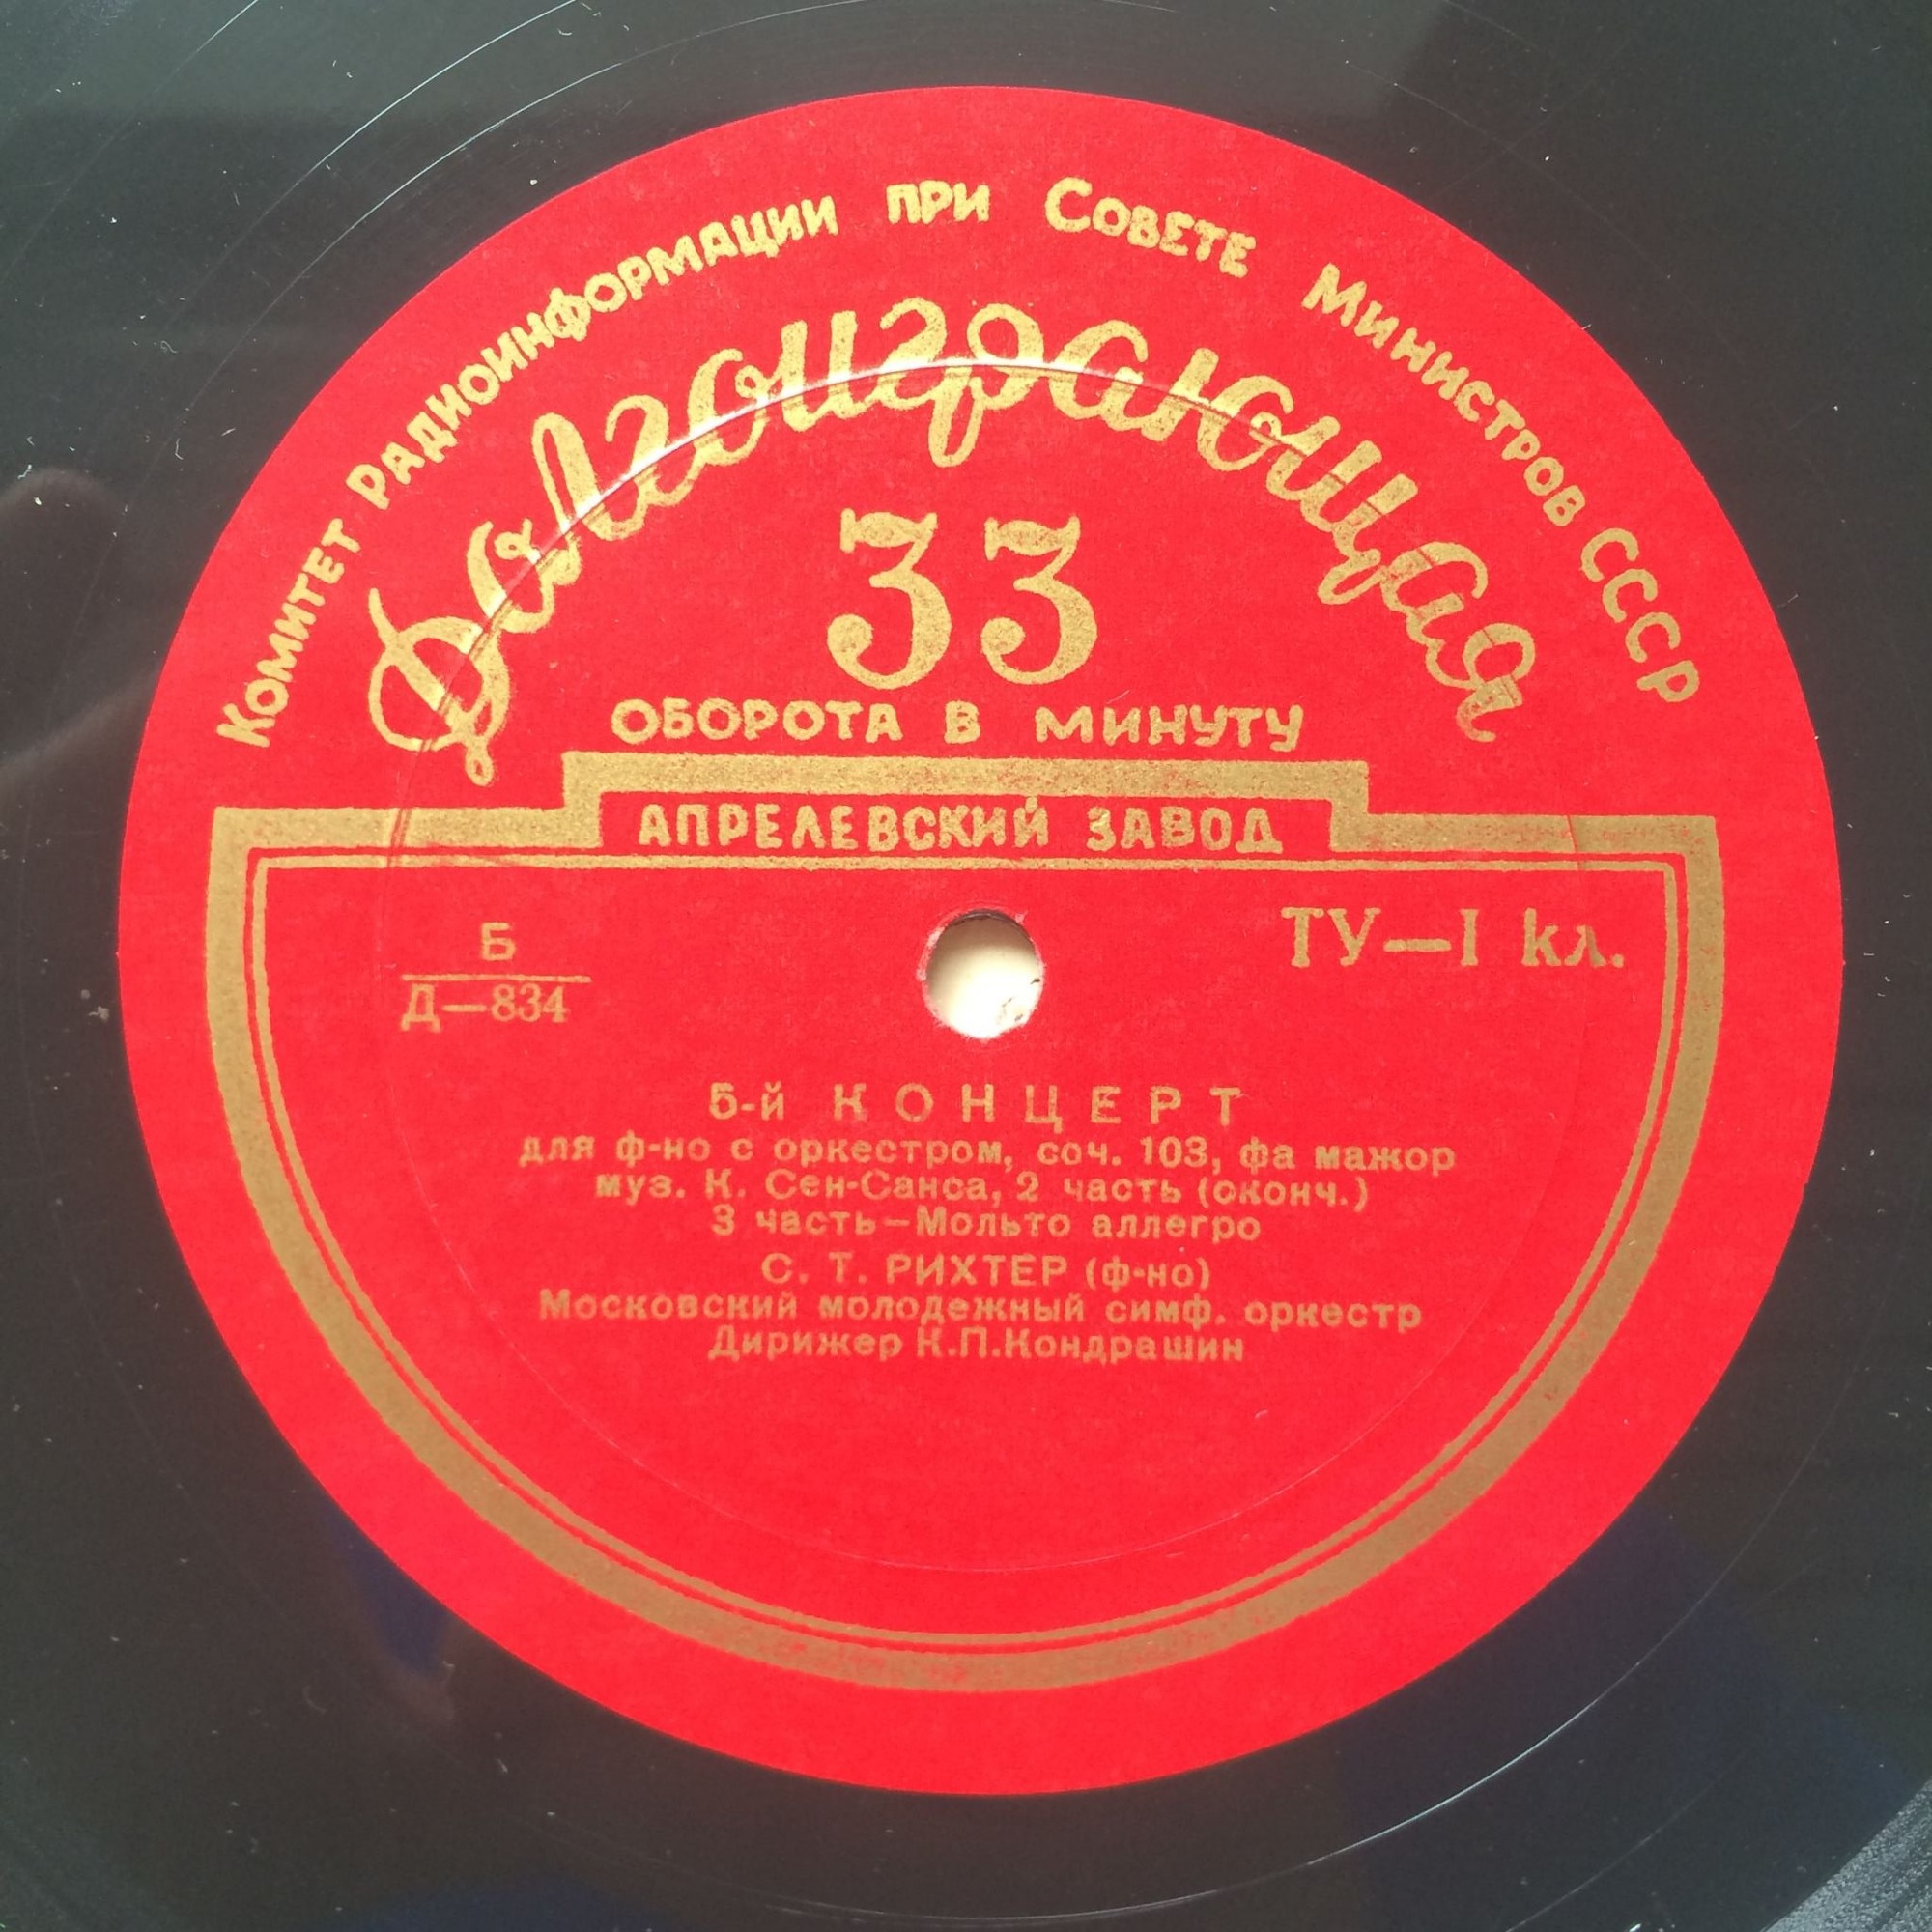 Комитет Радиоинформации при Совете Министров СССР
Долгоиграющая
33
ОБОРОТА В МИНУТУ
АПРЕЛЕВСКИЙ ЗАВОД
Б
Д—834
ТУ—I кл.
5-й КОНЦЕРТ
для ф-но с оркестром, соч. 103, фа мажор
муз. К. Сен-Санса, 2 часть (оконч.)
3 часть—Мольто аллегро
С. Т. РИХТЕР (ф-но)
Московский молодежный симф. оркестр
Дирижер К.П.Кондрашин